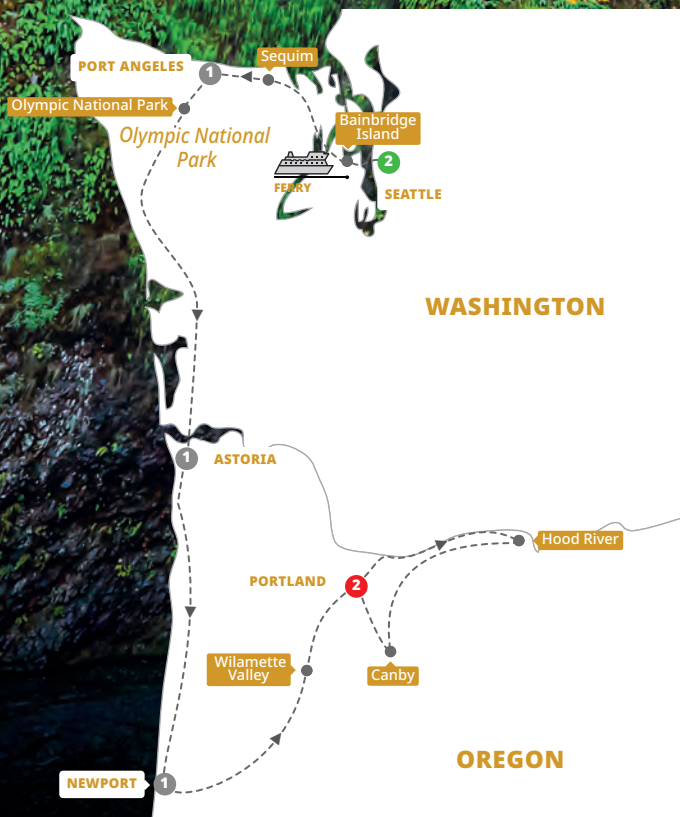 Sequim
PORT ANGELES
1
Olympic National Park
Bainbridge
Island
Olympic National
Park
2
FERRY
SEATTLE
WASHINGTON
1
ASTORIA
Hood River
PORTLAND
2
Wilamette
Valley
Canby
OREGON
NEWPORT
1